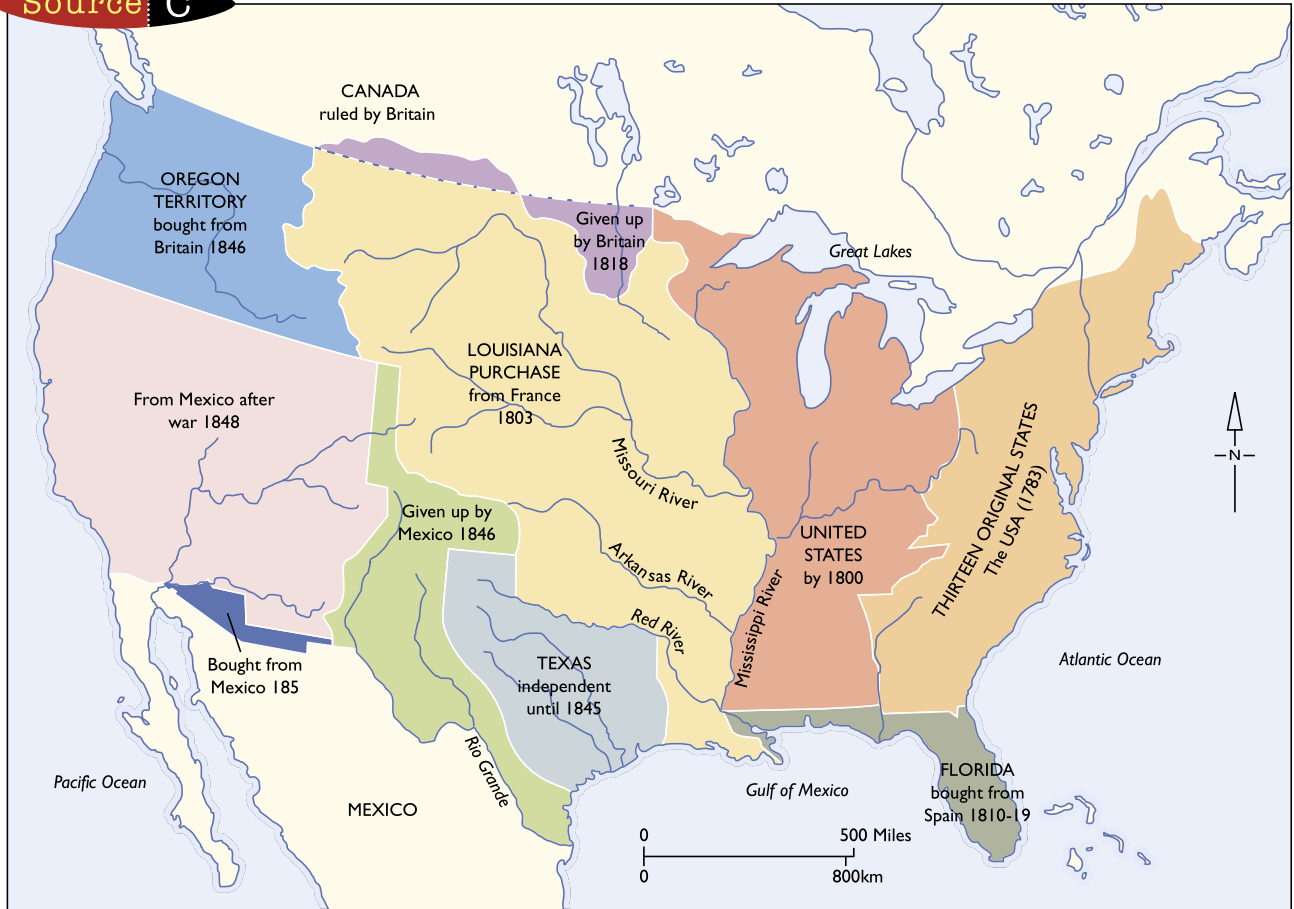 Source C
CANADA
ruled by Britain
OREGON
TERRITORY
bought from
Britain 1846
Given up
by Britain
1818
Great Lakes
LOUISIANA
PURCHASE
from France
1803
From Mexico after
war 1848
Missouri River
THIRTEEN ORIGINAL STATES
The USA (1783)
N
Given up by
Mexico 1846
UNITED
STATES
by 1800
Arkansas River
Mississippi River
Red River
Bought from
Mexico 185
TEXAS
independent
until 1845
Atlantic Ocean
Rio Grande
Pacific Ocean
MEXICO
Gulf of Mexico
FLORIDA
bought from
Spain 1810-19
0 500 Miles
0 800km